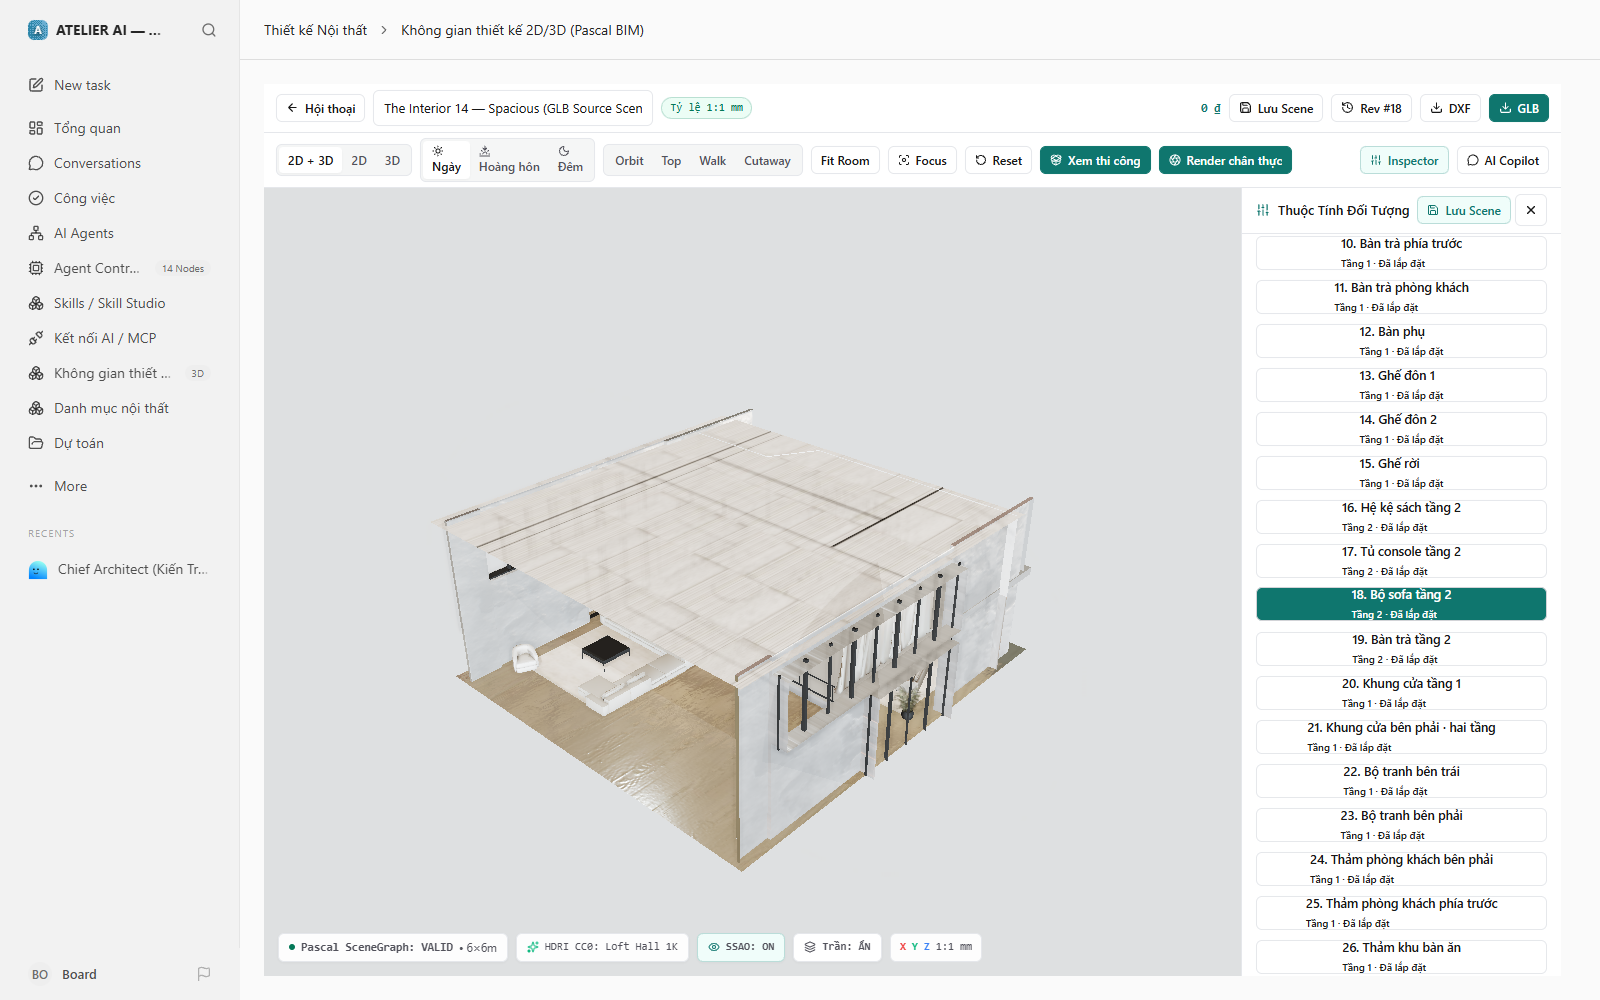 A ATELIER AI — ...
New task
Tổng quan
Conversations
Công việc
AI Agents
Agent Contr... 14 Nodes
Skills / Skill Studio
Kết nối AI / MCP
Không gian thiết ... 3D
Danh mục nội thất
Dự toán
More
RECENTS
Chief Architect (Kiến Tr...
BO Board
Thiết kế Nội thất > Không gian thiết kế 2D/3D (Pascal BIM)
Hội thoại
The Interior 14 — Spacious (GLB Source Scen
Tỷ lệ 1:1 mm
0 ₫
Lưu Scene
Rev #18
DXF
GLB
2D + 3D 2D 3D
Ngày Hoàng hôn Đêm
Orbit Top Walk Cutaway
Fit Room
Focus
Reset
Xem thi công
Render chân thực
Inspector
AI Copilot
Thuộc Tính Đối Tượng
Lưu Scene
10. Bàn trà phía trước
Tầng 1 · Đã lắp đặt
11. Bàn trà phòng khách
Tầng 1 · Đã lắp đặt
12. Bàn phụ
Tầng 1 · Đã lắp đặt
13. Ghế đôn 1
Tầng 1 · Đã lắp đặt
14. Ghế đôn 2
Tầng 1 · Đã lắp đặt
15. Ghế rời
Tầng 1 · Đã lắp đặt
16. Hệ kệ sách tầng 2
Tầng 2 · Đã lắp đặt
17. Tủ console tầng 2
Tầng 2 · Đã lắp đặt
18. Bộ sofa tầng 2
Tầng 2 · Đã lắp đặt
19. Bàn trà tầng 2
Tầng 2 · Đã lắp đặt
20. Khung cửa tầng 1
Tầng 1 · Đã lắp đặt
21. Khung cửa bên phải · hai tầng
Tầng 1 · Đã lắp đặt
22. Bộ tranh bên trái
Tầng 1 · Đã lắp đặt
23. Bộ tranh bên phải
Tầng 1 · Đã lắp đặt
24. Thảm phòng khách bên phải
Tầng 1 · Đã lắp đặt
25. Thảm phòng khách phía trước
Tầng 1 · Đã lắp đặt
26. Thảm khu bàn ăn
Tầng 1 · Đã lắp đặt
Pascal SceneGraph: VALID • 6×6m
HDRI CC0: Loft Hall 1K
SSAO: ON
Trần: ẨN
X Y Z 1:1 mm